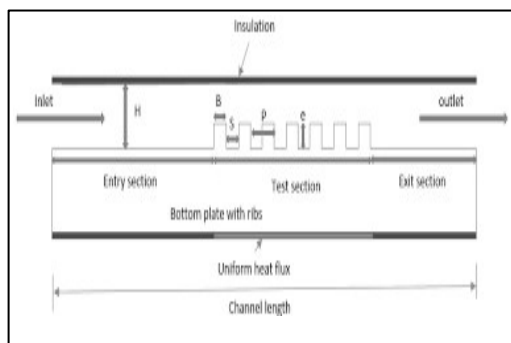 Insulation
Inlet
H
B
S
P
e
outlet
Entry section
Test section
Exit section
Bottom plate with ribs
Uniform heat flux
Channel length